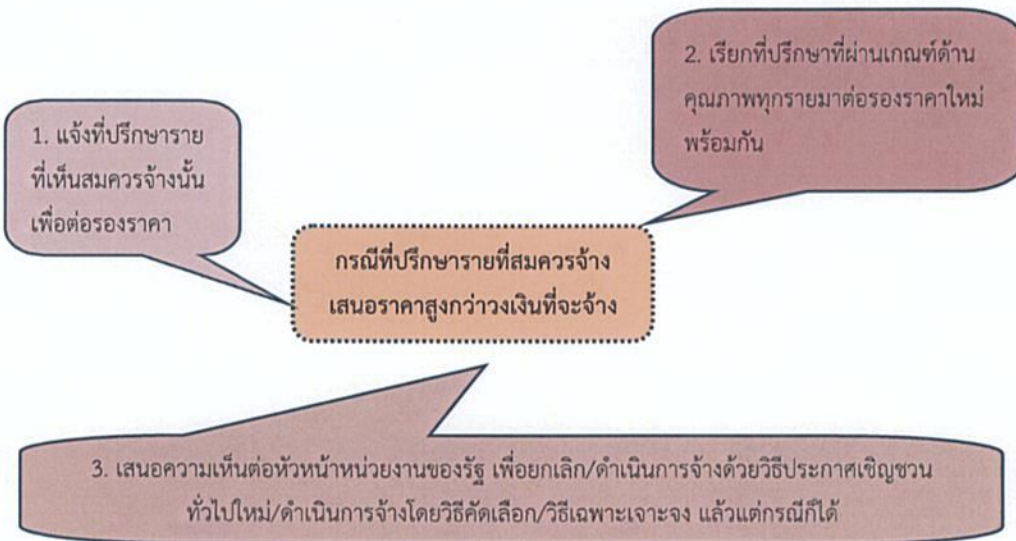 1. แจ้งที่ปรึกษาราย
ที่เห็นสมควรจ้างนั้น
เพื่อต่อรองราคา
2. เรียกที่ปรึกษาที่ผ่านเกณฑ์ด้าน
คุณภาพทุกรายมาต่อรองราคาใหม่
พร้อมกัน
กรณีที่ปรึกษารายที่สมควรจ้าง
เสนอราคาสูงกว่าวงเงินที่จะจ้าง
3. เสนอความเห็นต่อหัวหน้าหน่วยงานของรัฐ เพื่อยกเลิก/ดำเนินการจ้างด้วยวิธีประกาศเชิญชวน
ทั่วไปใหม่/ดำเนินการจ้างโดยวิธีคัดเลือก/วิธีเฉพาะเจาะจง แล้วแต่กรณีก็ได้